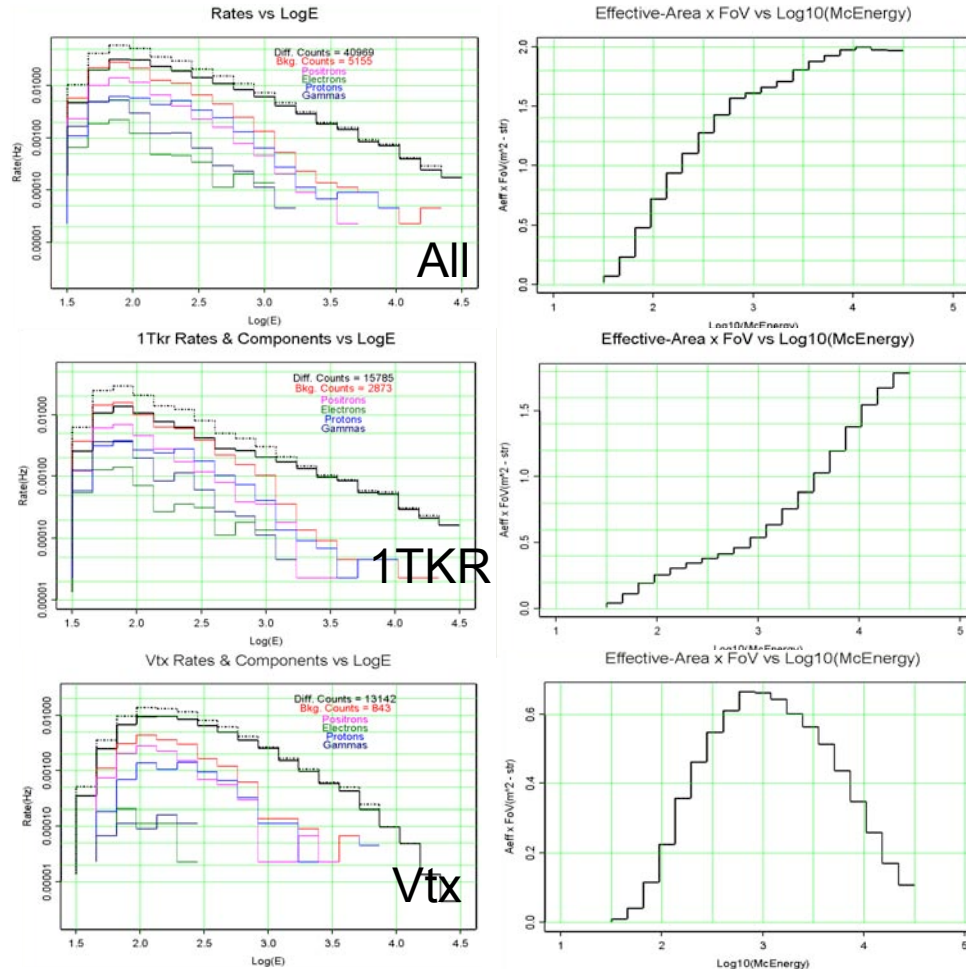 Rates vs LogE
Diff. Counts = 40969
Bkg. Counts = 5155
Positrons
Electrons
Protons
Gammas
Rate(Hz)
0.01000
0.00100
0.00010
0.00001
1.5 2.0 2.5 3.0 3.5 4.0 4.5
Log(E)
All
Effective-Area x FoV vs Log10(McEnergy)
Aeff x FoV(m^2 - str)
2.0
1.5
1.0
0.5
0.0
1 2 3 4 5
Log10(McEnergy)
1Tkr Rates & Components vs LogE
Diff. Counts = 15785
Bkg. Counts = 2873
Positrons
Electrons
Protons
Gammas
Rate(Hz)
0.01000
0.00100
0.00010
0.00001
1.5 2.0 2.5 3.0 3.5 4.0 4.5
Log(E)
1TKR
Effective-Area x FoV vs Log10(McEnergy)
Aeff x FoV(m^2 - str)
1.5
1.0
0.5
0.0
1 2 3 4 5
Log10(McEnergy)
Vtx Rates & Components vs LogE
Diff. Counts = 13142
Bkg. Counts = 843
Positrons
Electrons
Protons
Gammas
Rate(Hz)
0.01000
0.00100
0.00010
0.00001
1.5 2.0 2.5 3.0 3.5 4.0 4.5
Log(E)
Vtx
Effective-Area x FoV vs Log10(McEnergy)
Aeff x FoV(m^2 - str)
0.6
0.4
0.2
0.0
1 2 3 4 5
Log10(McEnergy)